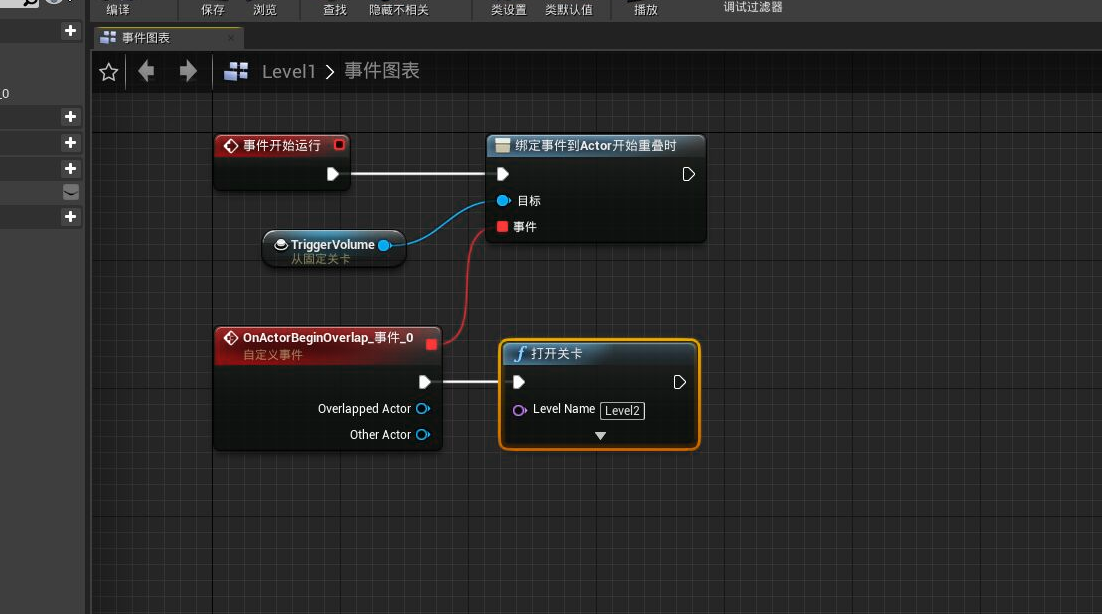 编译
保存
浏览
查找
隐藏不相关
类设置
类默认值
播放
调试过滤器
事件图表
Level1 > 事件图表
_0
事件开始运行
绑定事件到Actor开始重叠时
目标
事件
TriggerVolume
从固定关卡
OnActorBeginOverlap_事件_0
自定义事件
Overlapped Actor
Other Actor
打开关卡
Level Name Level2